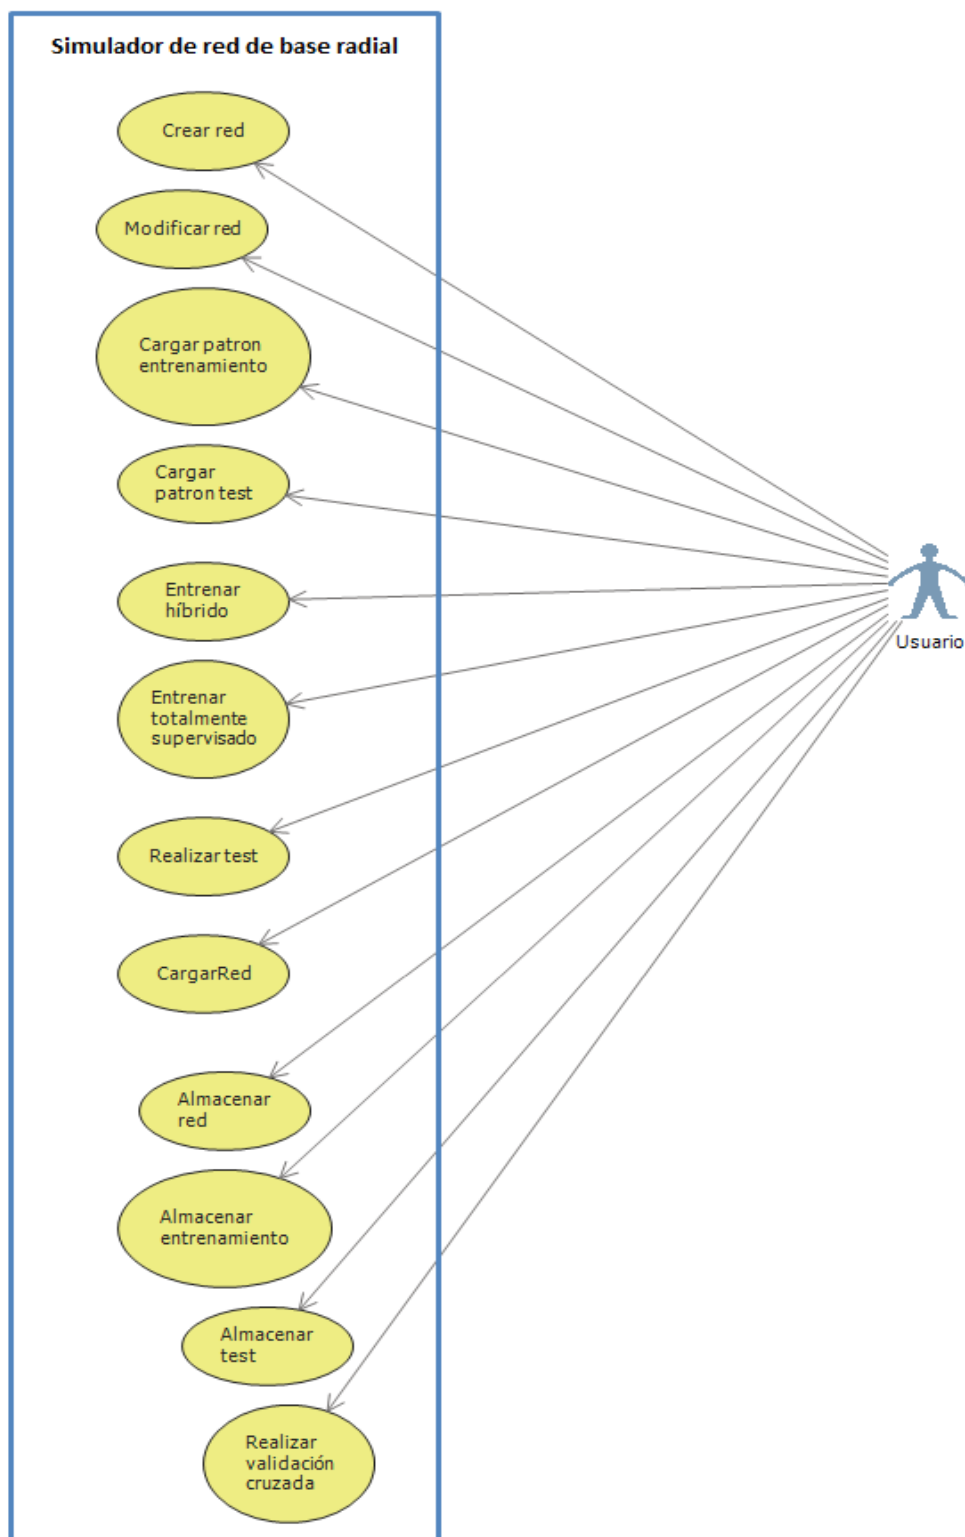 Simulador de red de base radial
Crear red
Modificar red
Cargar patron
entrenamiento
Cargar
patron test
Entrenar
híbrido
Usuario
Entrenar
totalmente
supervisado
Realizar test
CargarRed
Almacenar
red
Almacenar
entrenamiento
Almacenar
test
Realizar
validación
cruzada